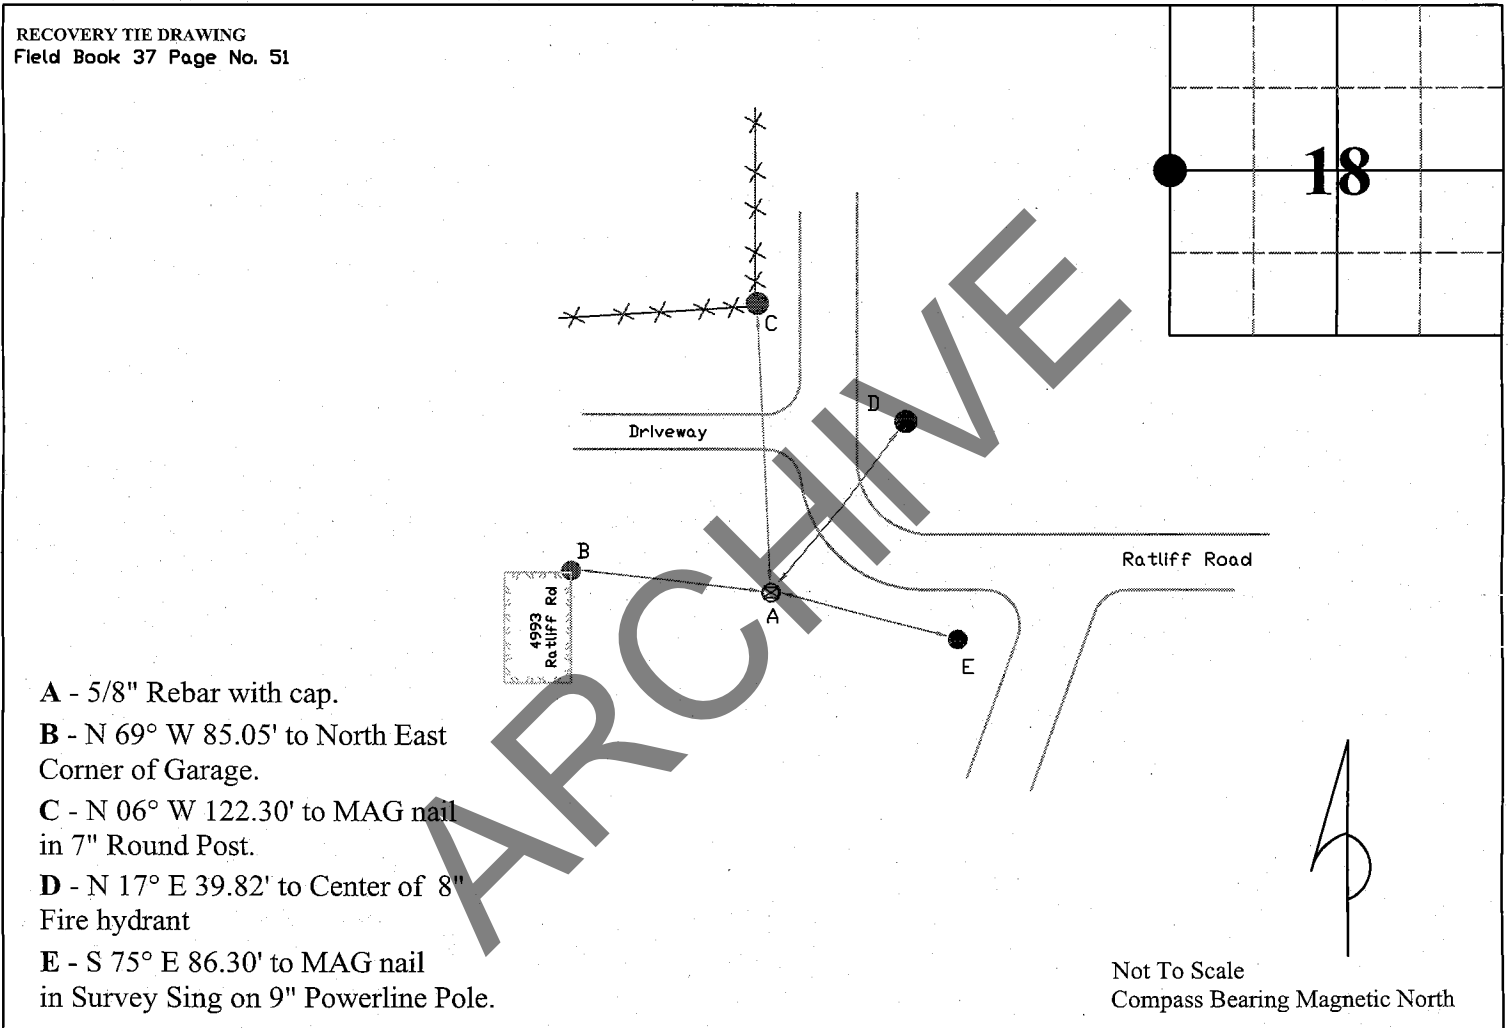 RECOVERY TIE DRAWING
Field Book 37 Page No. 51
18
C
D
Driveway
B
Ratliff Road
4993
Ratliff Rd
A
E
ARCHIVE
A - 5/8" Rebar with cap.
B - N 69° W 85.05' to North East
Corner of Garage.
C - N 06° W 122.30' to MAG nail
in 7" Round Post.
D - N 17° E 39.82' to Center of 8"
Fire hydrant
E - S 75° E 86.30' to MAG nail
in Survey Sing on 9" Powerline Pole.
Not To Scale
Compass Bearing Magnetic North